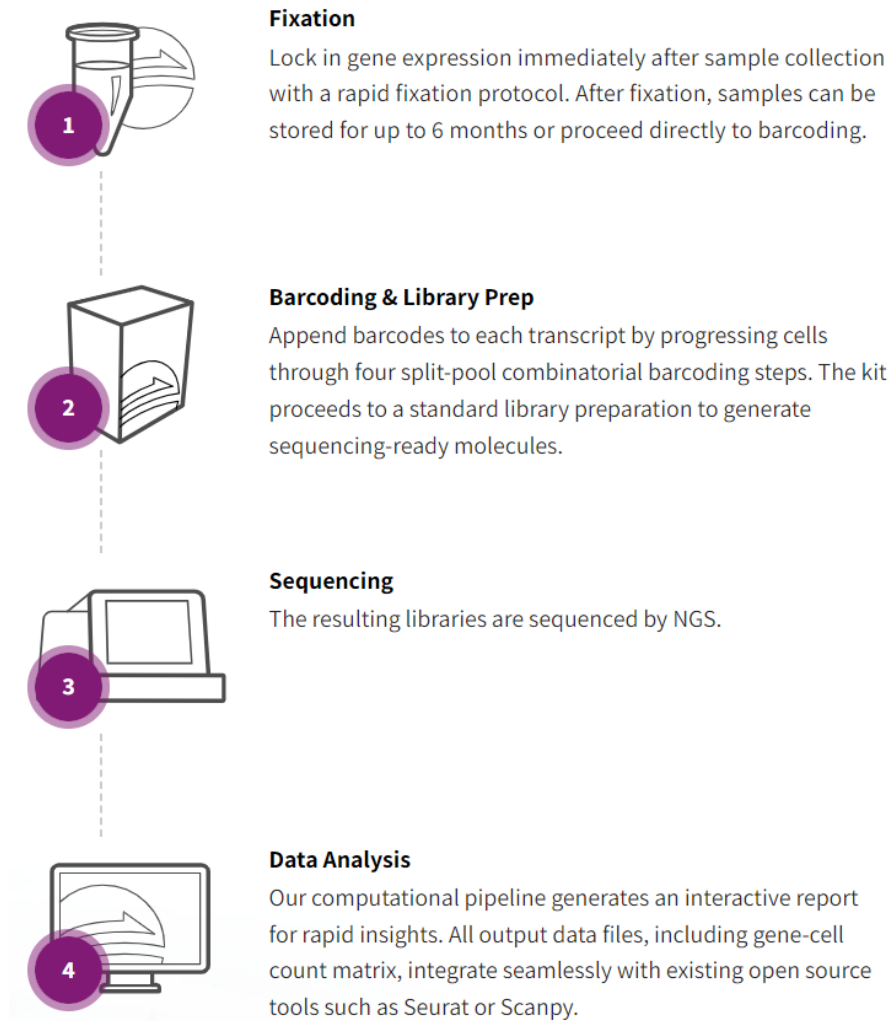 Fixation
Lock in gene expression immediately after sample collection
with a rapid fixation protocol. After fixation, samples can be
stored for up to 6 months or proceed directly to barcoding.
1
Barcoding & Library Prep
Append barcodes to each transcript by progressing cells
through four split-pool combinatorial barcoding steps. The kit
proceeds to a standard library preparation to generate
sequencing-ready molecules.
2
Sequencing
The resulting libraries are sequenced by NGS.
3
Data Analysis
Our computational pipeline generates an interactive report
for rapid insights. All output data files, including gene-cell
count matrix, integrate seamlessly with existing open source
tools such as Seurat or Scanpy.
4